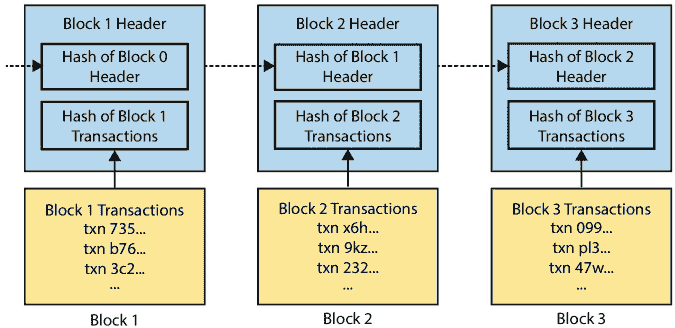 Block 1 Header
Hash of Block 0
Header
Hash of Block 1
Transactions
Block 1 Transactions
txn 735...
txn b76...
txn 3c2...
...
Block 1
Block 2 Header
Hash of Block 1
Header
Hash of Block 2
Transactions
Block 2 Transactions
txn x6h...
txn 9kz...
txn 232...
...
Block 2
Block 3 Header
Hash of Block 2
Header
Hash of Block 3
Transactions
Block 3 Transactions
txn 099...
txn pl3...
txn 47w...
...
Block 3